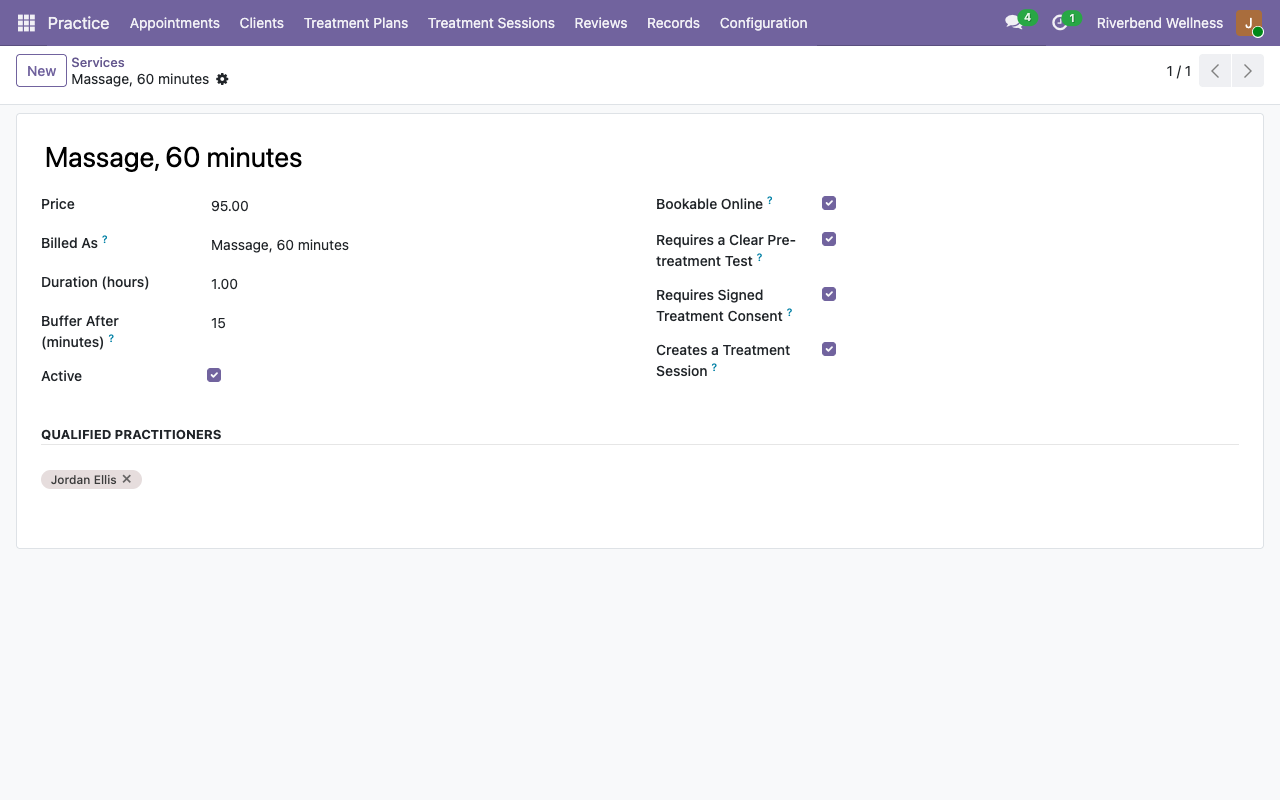 Practice Appointments Clients Treatment Plans Treatment Sessions Reviews Records Configuration 4 1 Riverbend Wellness J
New Services
Massage, 60 minutes
1 / 1
Massage, 60 minutes
Price 95.00
Billed As ? Massage, 60 minutes
Duration (hours) 1.00
Buffer After
(minutes) ? 15
Active
Bookable Online ?
Requires a Clear Pre-
treatment Test ?
Requires Signed
Treatment Consent ?
Creates a Treatment
Session ?
QUALIFIED PRACTITIONERS
Jordan Ellis